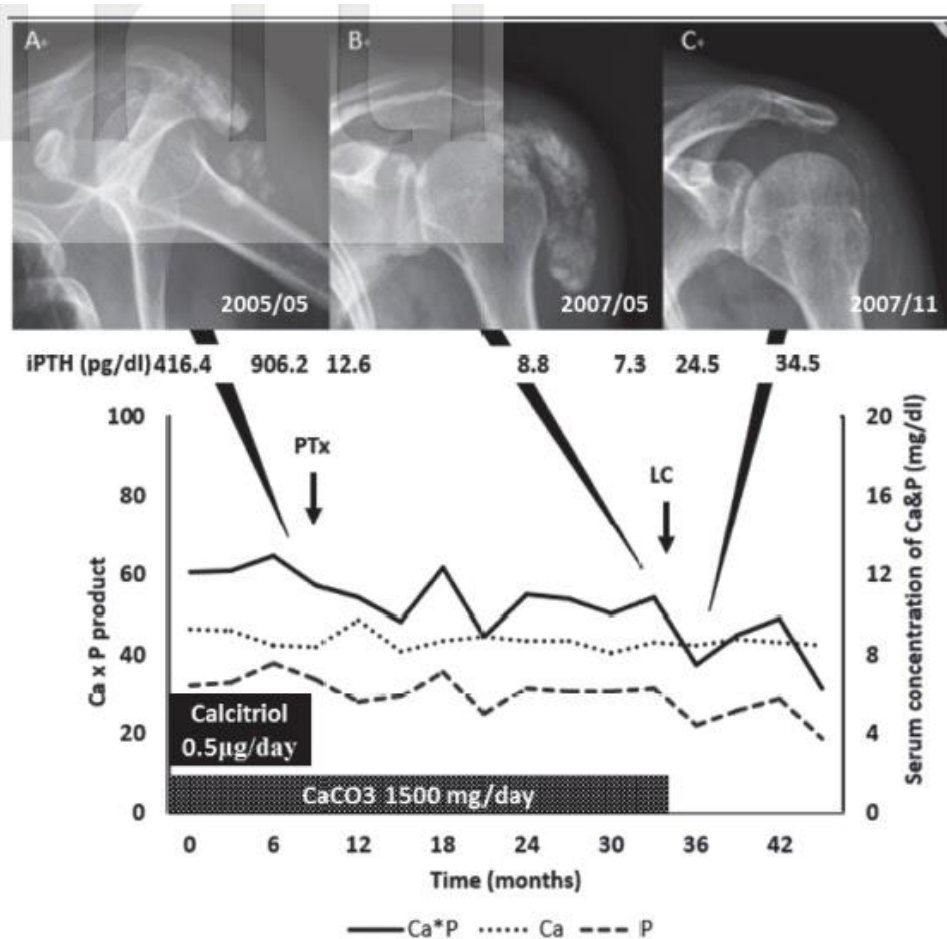 A
B
C
2005/05
2007/05
2007/11
iPTH (pg/dl) 416.4 906.2 12.6 8.8 7.3 24.5 34.5
100
80
60
40
20
0
Ca x P product
PTx
LC
20
16
12
8
4
0
Serum concentration of Ca&P (mg/dl)
Calcitriol
0.5µg/day
CaCO3 1500 mg/day
0 6 12 18 24 30 36 42
Time (months)
Ca*P Ca P